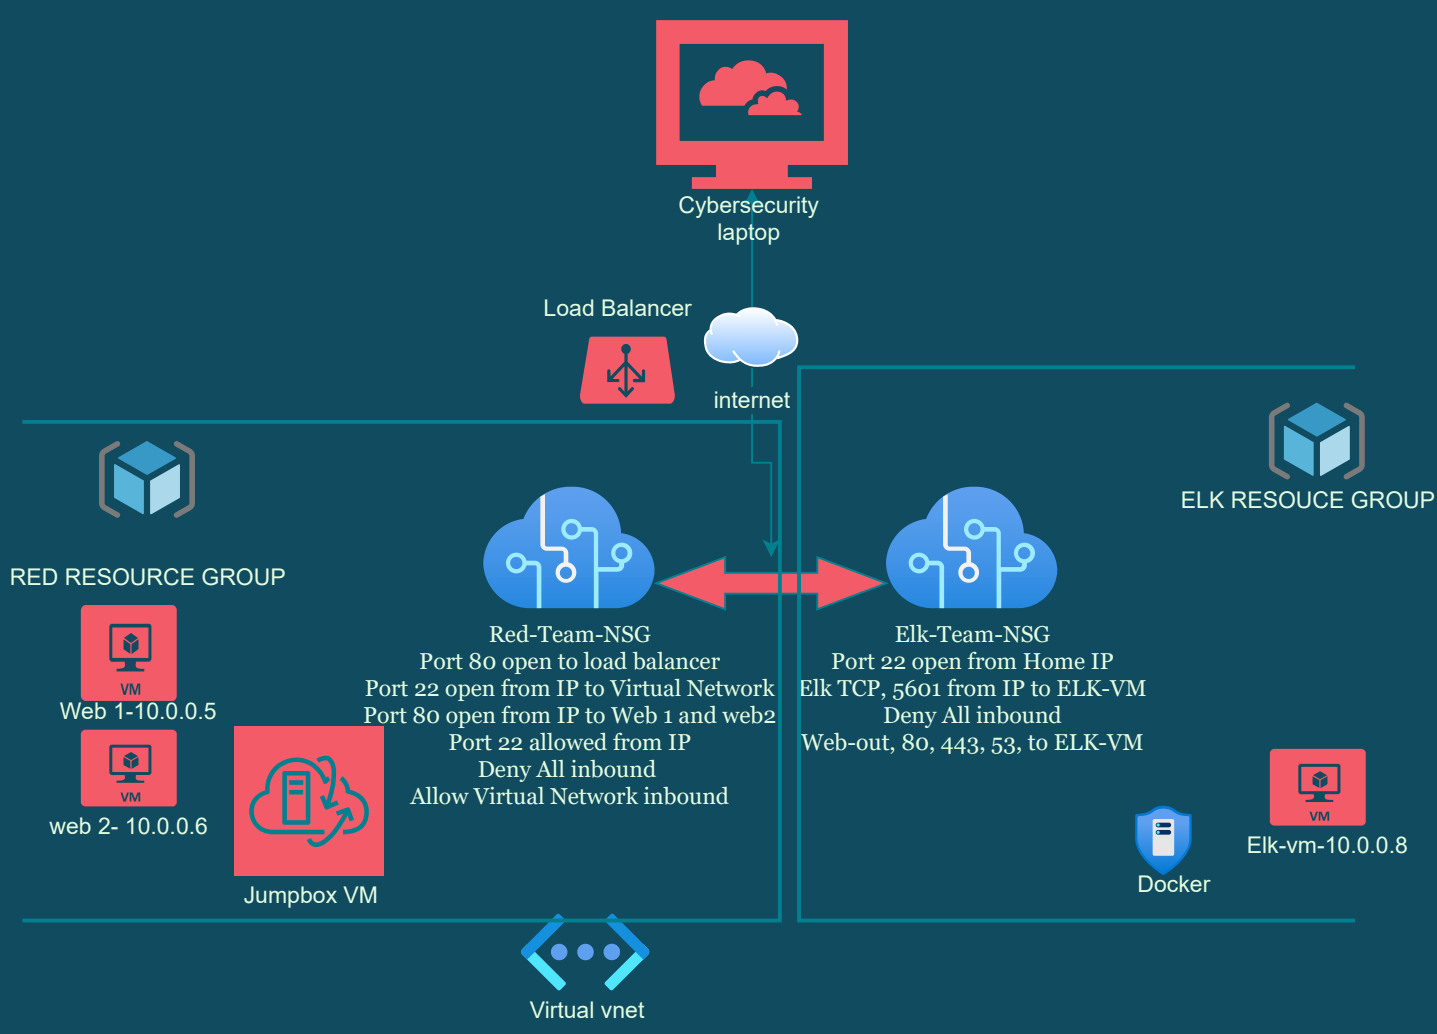 Cybersecurity
laptop
Load Balancer
internet
ELK RESOUCE GROUP
RED RESOURCE GROUP
VM
Web 1-10.0.0.5
VM
web 2- 10.0.0.6
Jumpbox VM
Red-Team-NSG
Port 80 open to load balancer
Port 22 open from IP to Virtual Network
Port 80 open from IP to Web 1 and web2
Port 22 allowed from IP
Deny All inbound
Allow Virtual Network inbound
Elk-Team-NSG
Port 22 open from Home IP
Elk TCP, 5601 from IP to ELK-VM
Deny All inbound
Web-out, 80, 443, 53, to ELK-VM
VM
Elk-vm-10.0.0.8
Docker
Virtual vnet